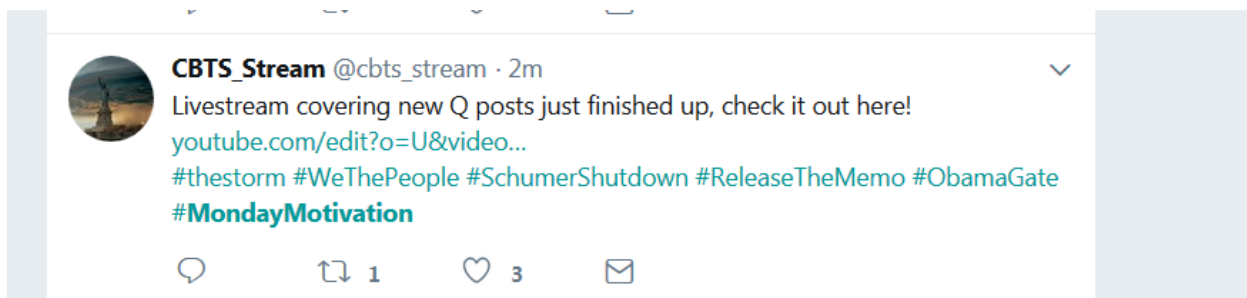 CBTS_Stream @cbts_stream · 2m
Livestream covering new Q posts just finished up, check it out here!
youtube.com/edit?o=U&video...
#thestorm #WeThePeople #SchumerShutdown #ReleaseTheMemo #ObamaGate
#MondayMotivation
1 3